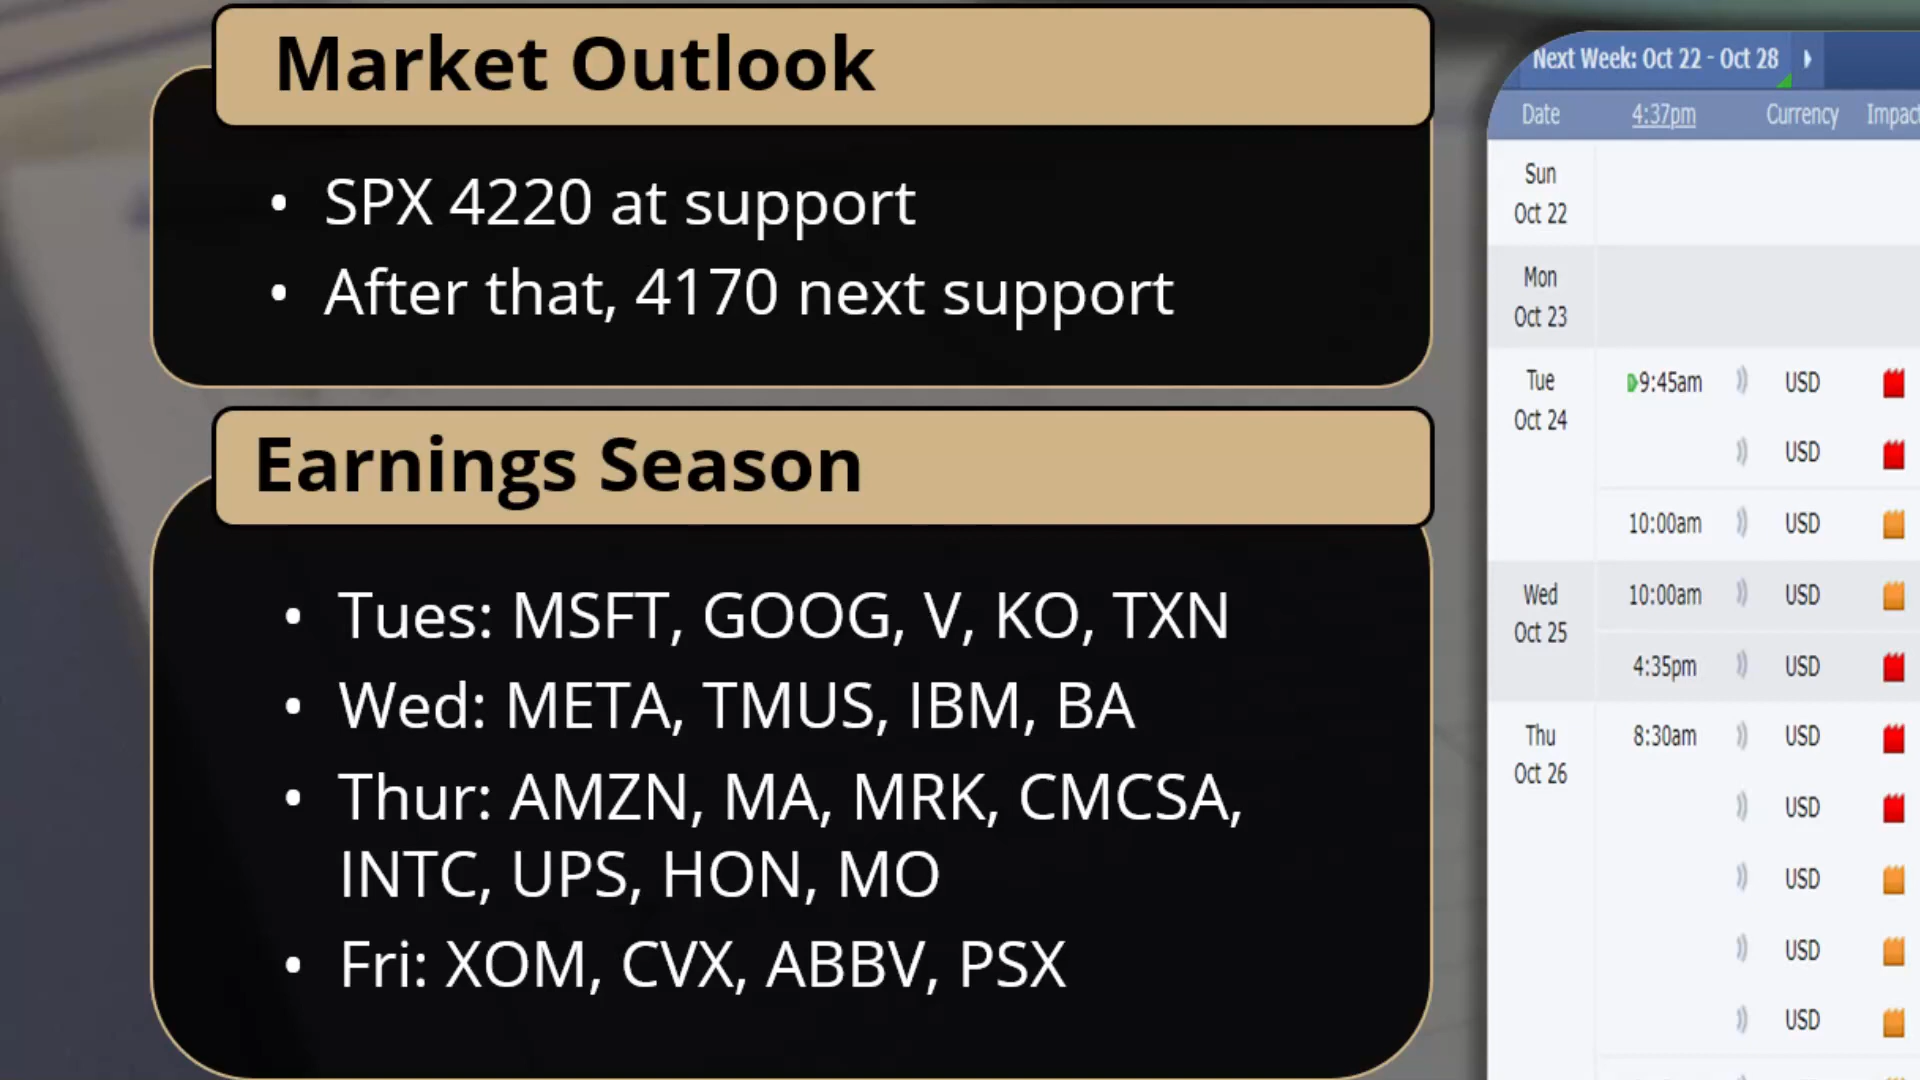 Market Outlook
• SPX 4220 at support
• After that, 4170 next support
Earnings Season
• Tues: MSFT, GOOG, V, KO, TXN
• Wed: META, TMUS, IBM, BA
• Thur: AMZN, MA, MRK, CMCSA,
INTC, UPS, HON, MO
• Fri: XOM, CVX, ABBV, PSX
Next Week: Oct 22 - Oct 28
Date 4:37pm Currency Impact
Sun
Oct 22
Mon
Oct 23
Tue
Oct 24
9:45am USD
USD
10:00am USD
Wed
Oct 25
10:00am USD
4:35pm USD
Thu
Oct 26
8:30am USD
USD
USD
USD
USD